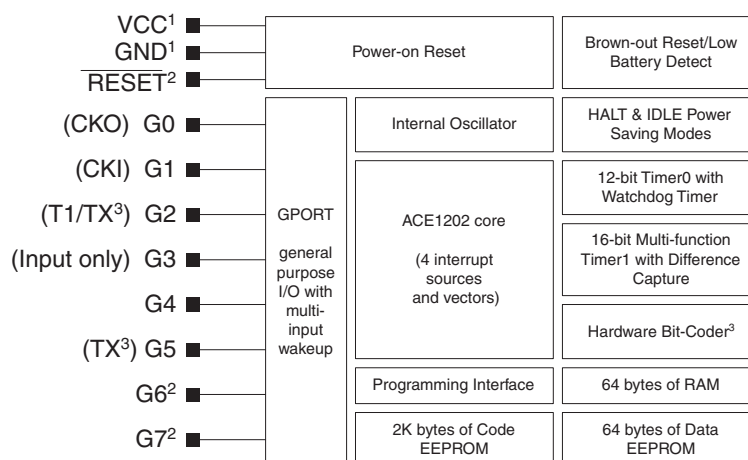 VCC¹
GND¹
RESET²
(CKO) G0
(CKI) G1
(T1/TX³) G2
(Input only) G3
G4
(TX³) G5
G6²
G7²
Power-on Reset
Brown-out Reset/Low
Battery Detect
GPORT
general
purpose
I/O with
multi-
input
wakeup
Internal Oscillator
HALT & IDLE Power
Saving Modes
ACE1202 core
(4 interrupt
sources
and vectors)
12-bit Timer0 with
Watchdog Timer
16-bit Multi-function
Timer1 with Difference
Capture
Hardware Bit-Coder³
Programming Interface
64 bytes of RAM
2K bytes of Code
EEPROM
64 bytes of Data
EEPROM